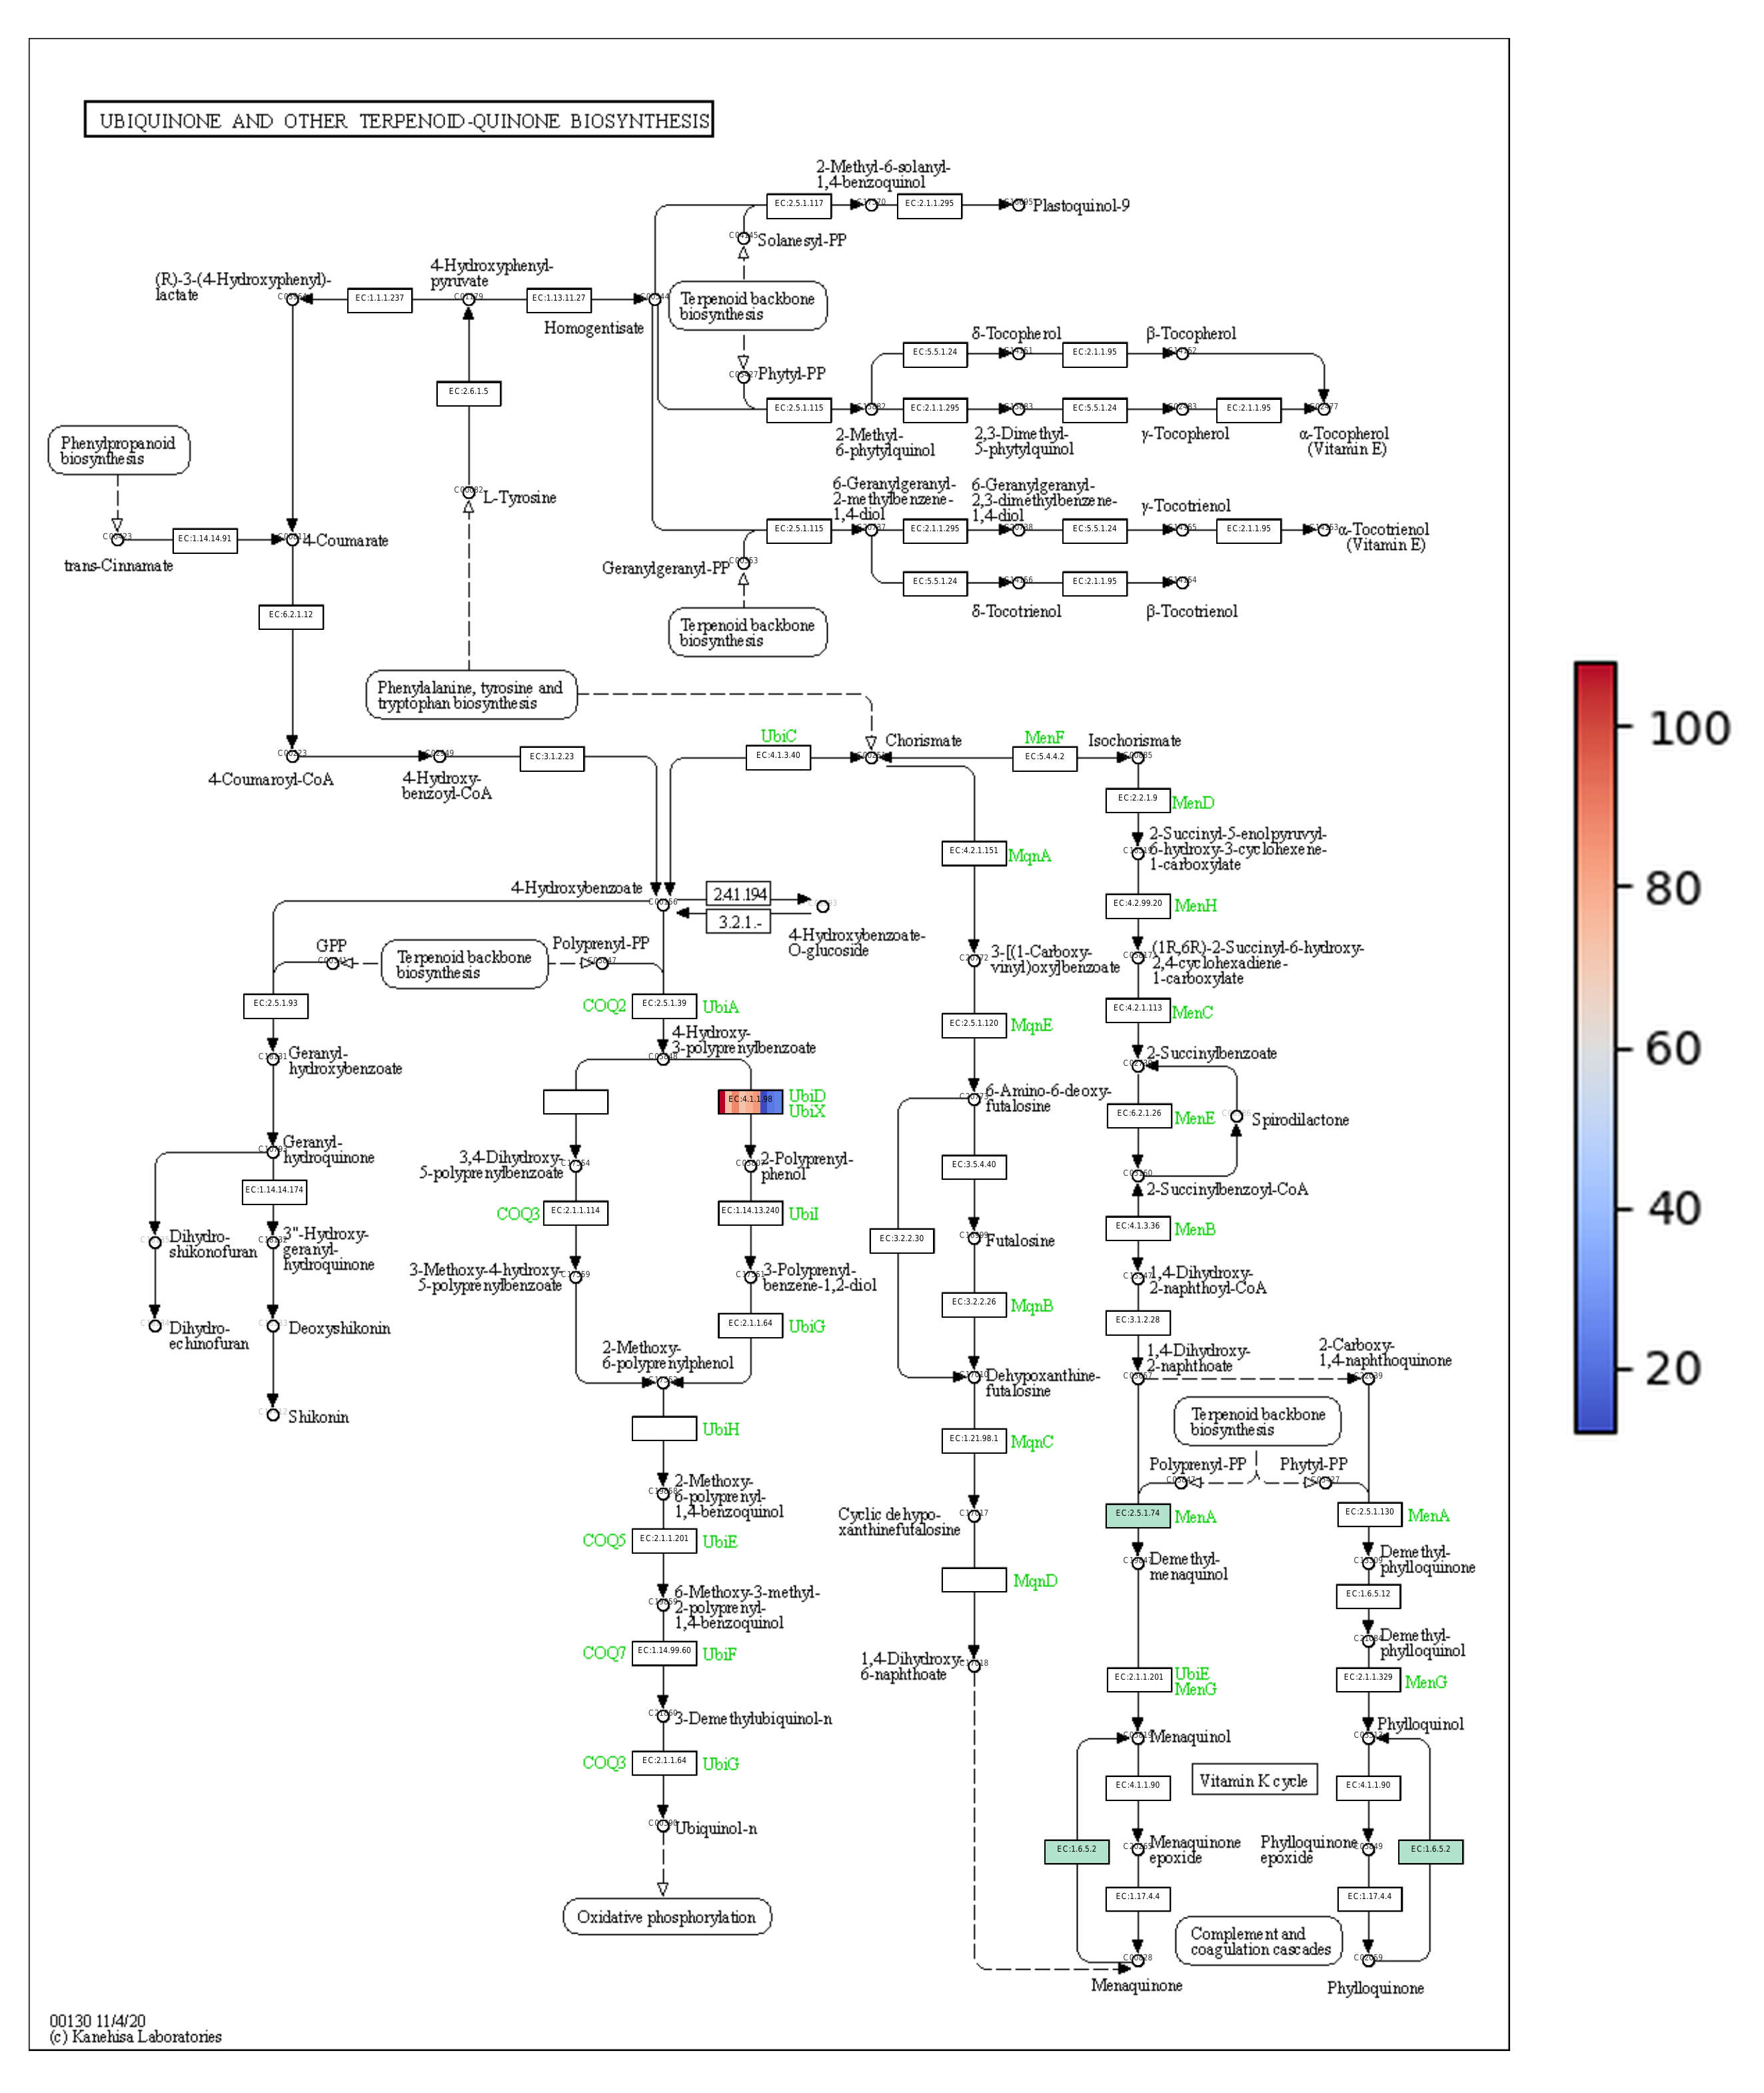 UBIQUINONE AND OTHER TERPENOID-QUINONE BIOSYNTHESIS
2-Methyl-6-solanyl-
1,4-benzoquinol
EC:2.5.1.117
EC:2.1.1.295
Plastoquinol-9
Solanesyl-PP
(R)-3-(4-Hydroxyphenyl)-
lactate
4-Hydroxyphenyl-
pyruvate
EC:1.1.1.237
EC:1.13.11.27
Homogentisate
Terpenoid backbone
biosynthesis
δ-Tocopherol
β-Tocopherol
EC:5.5.1.24
EC:2.1.1.95
Phytyl-PP
EC:2.6.1.5
EC:2.5.1.115
EC:2.1.1.295
EC:5.5.1.24
EC:2.1.1.95
2-Methyl-
6-phytylquinol
2,3-Dimethyl-
5-phytylquinol
γ-Tocopherol
α-Tocopherol
(Vitamin E)
Phenylpropanoid
biosynthesis
L-Tyrosine
6-Geranylgeranyl-
2-methylbenzene-
1,4-diol
6-Geranylgeranyl-
2,3-dimethylbenzene-
1,4-diol
γ-Tocotrienol
EC:2.5.1.115
EC:2.1.1.295
EC:5.5.1.24
EC:2.1.1.95
α-Tocotrienol
(Vitamin E)
EC:1.14.14.91
4-Coumarate
trans-Cinnamate
Geranylgeranyl-PP
EC:5.5.1.24
EC:2.1.1.95
δ-Tocotrienol
β-Tocotrienol
EC:6.2.1.12
Terpenoid backbone
biosynthesis
Phenylalanine, tyrosine and
tryptophan biosynthesis
UbiC
Chorismate
MenF
Isochorismate
EC:3.1.2.23
EC:4.1.3.40
EC:5.4.4.2
4-Coumaroyl-CoA
4-Hydroxy-
benzoyl-CoA
EC:2.2.1.9
MenD
2-Succinyl-5-enolpyruvyl-
6-hydroxy-3-cyclohexene-
1-carboxylate
EC:4.2.1.151
MqnA
4-Hydroxybenzoate
2.4.1.194
3.2.1.-
4-Hydroxybenzoate-
O-glucoside
EC:4.2.99.20
MenH
GPP
Terpenoid backbone
biosynthesis
Polyprenyl-PP
3-[(1-Carboxy-
vinyl)oxy]benzoate
(1R,6R)-2-Succinyl-6-hydroxy-
2,4-cyclohexadiene-
1-carboxylate
EC:2.5.1.93
COQ2
EC:2.5.1.39
UbiA
EC:2.5.1.120
MqnE
EC:4.2.1.113
MenC
4-Hydroxy-
3-polyprenylbenzoate
2-Succinylbenzoate
Geranyl-
hydroxybenzoate
EC:4.1.1.98
UbiD
UbiX
6-Amino-6-deoxy-
futalosine
EC:6.2.1.26
MenE
Spirodilactone
Geranyl-
hydroquinone
3,4-Dihydroxy-
5-polyprenylbenzoate
2-Polyprenyl-
phenol
EC:3.5.4.40
2-Succinylbenzoyl-CoA
EC:1.14.14.174
COQ3
EC:2.1.1.114
EC:1.14.13.240
UbiI
EC:3.2.2.30
Futalosine
EC:4.1.3.36
MenB
Dihydro-
shikonofuran
3"-Hydroxy-
geranyl-
hydroquinone
3-Methoxy-4-hydroxy-
5-polyprenylbenzoate
3-Polyprenyl-
benzene-1,2-diol
1,4-Dihydroxy-
2-naphthoyl-CoA
EC:3.2.2.26
MqnB
EC:3.1.2.28
Dihydro-
echinofuran
Deoxyshikonin
EC:2.1.1.64
UbiG
2-Methoxy-
6-polyprenylphenol
Dehypoxanthine-
futalosine
1,4-Dihydroxy-
2-naphthoate
2-Carboxy-
1,4-naphthoquinone
Shikonin
UbiH
EC:1.21.98.1
MqnC
Terpenoid backbone
biosynthesis
Polyprenyl-PP
Phytyl-PP
2-Methoxy-
6-polyprenyl-
1,4-benzoquinol
Cyclic dehypo-
xanthinefutalosine
EC:2.5.1.74
MenA
EC:2.5.1.130
MenA
COQ5
EC:2.1.1.201
UbiE
Demethyl-
menaquinol
Demethyl-
phylloquinone
MqnD
EC:1.6.5.12
6-Methoxy-3-methyl-
2-polyprenyl-
1,4-benzoquinol
COQ7
EC:1.14.99.60
UbiF
1,4-Dihydroxy-
6-naphthoate
Demethyl-
phylloquinol
EC:2.1.1.201
UbiE
MenG
EC:2.1.1.329
MenG
3-Demethylubiquinol-n
Menaquinol
Phylloquinol
COQ3
EC:2.1.1.64
UbiG
EC:4.1.1.90
Vitamin K cycle
EC:4.1.1.90
Ubiquinol-n
EC:1.6.5.2
Menaquinone
epoxide
Phylloquinone
epoxide
EC:1.6.5.2
EC:1.17.4.4
EC:1.17.4.4
Oxidative phosphorylation
Complement and
coagulation cascades
Menaquinone
Phylloquinone
00130 11/4/20
(c) Kanehisa Laboratories
100
80
60
40
20